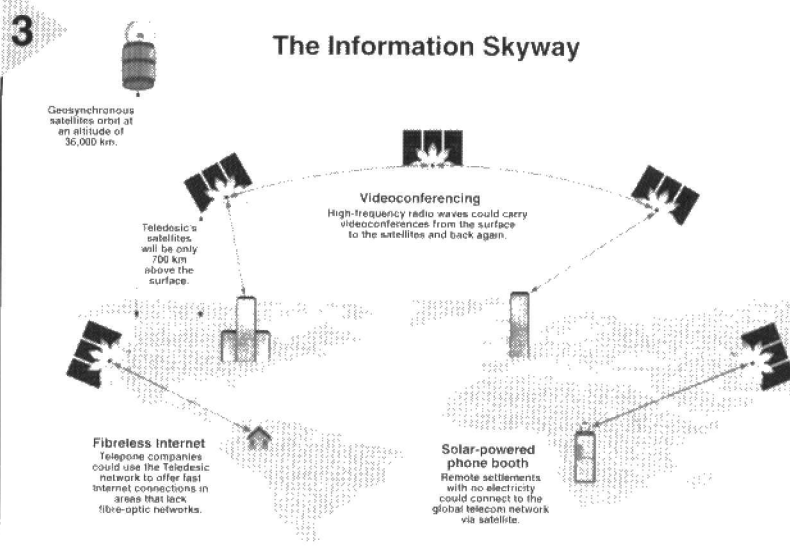 3
The Information Skyway
Geosynchronous
satellites orbit at
an altitude of
36,000 km.
Videoconferencing
High-frequency radio waves could carry
videoconferences from the surface
to the satellites and back again.
Teledesic's
satellites
will be only
700 km
above the
surface.
Fibreless Internet
Telepone companies
could use the Teledesic
network to offer fast
Internet connections in
areas that lack
fibre-optic networks.
Solar-powered
phone booth
Remote settlements
with no electricity
could connect to the
global telecom network
via satellite.